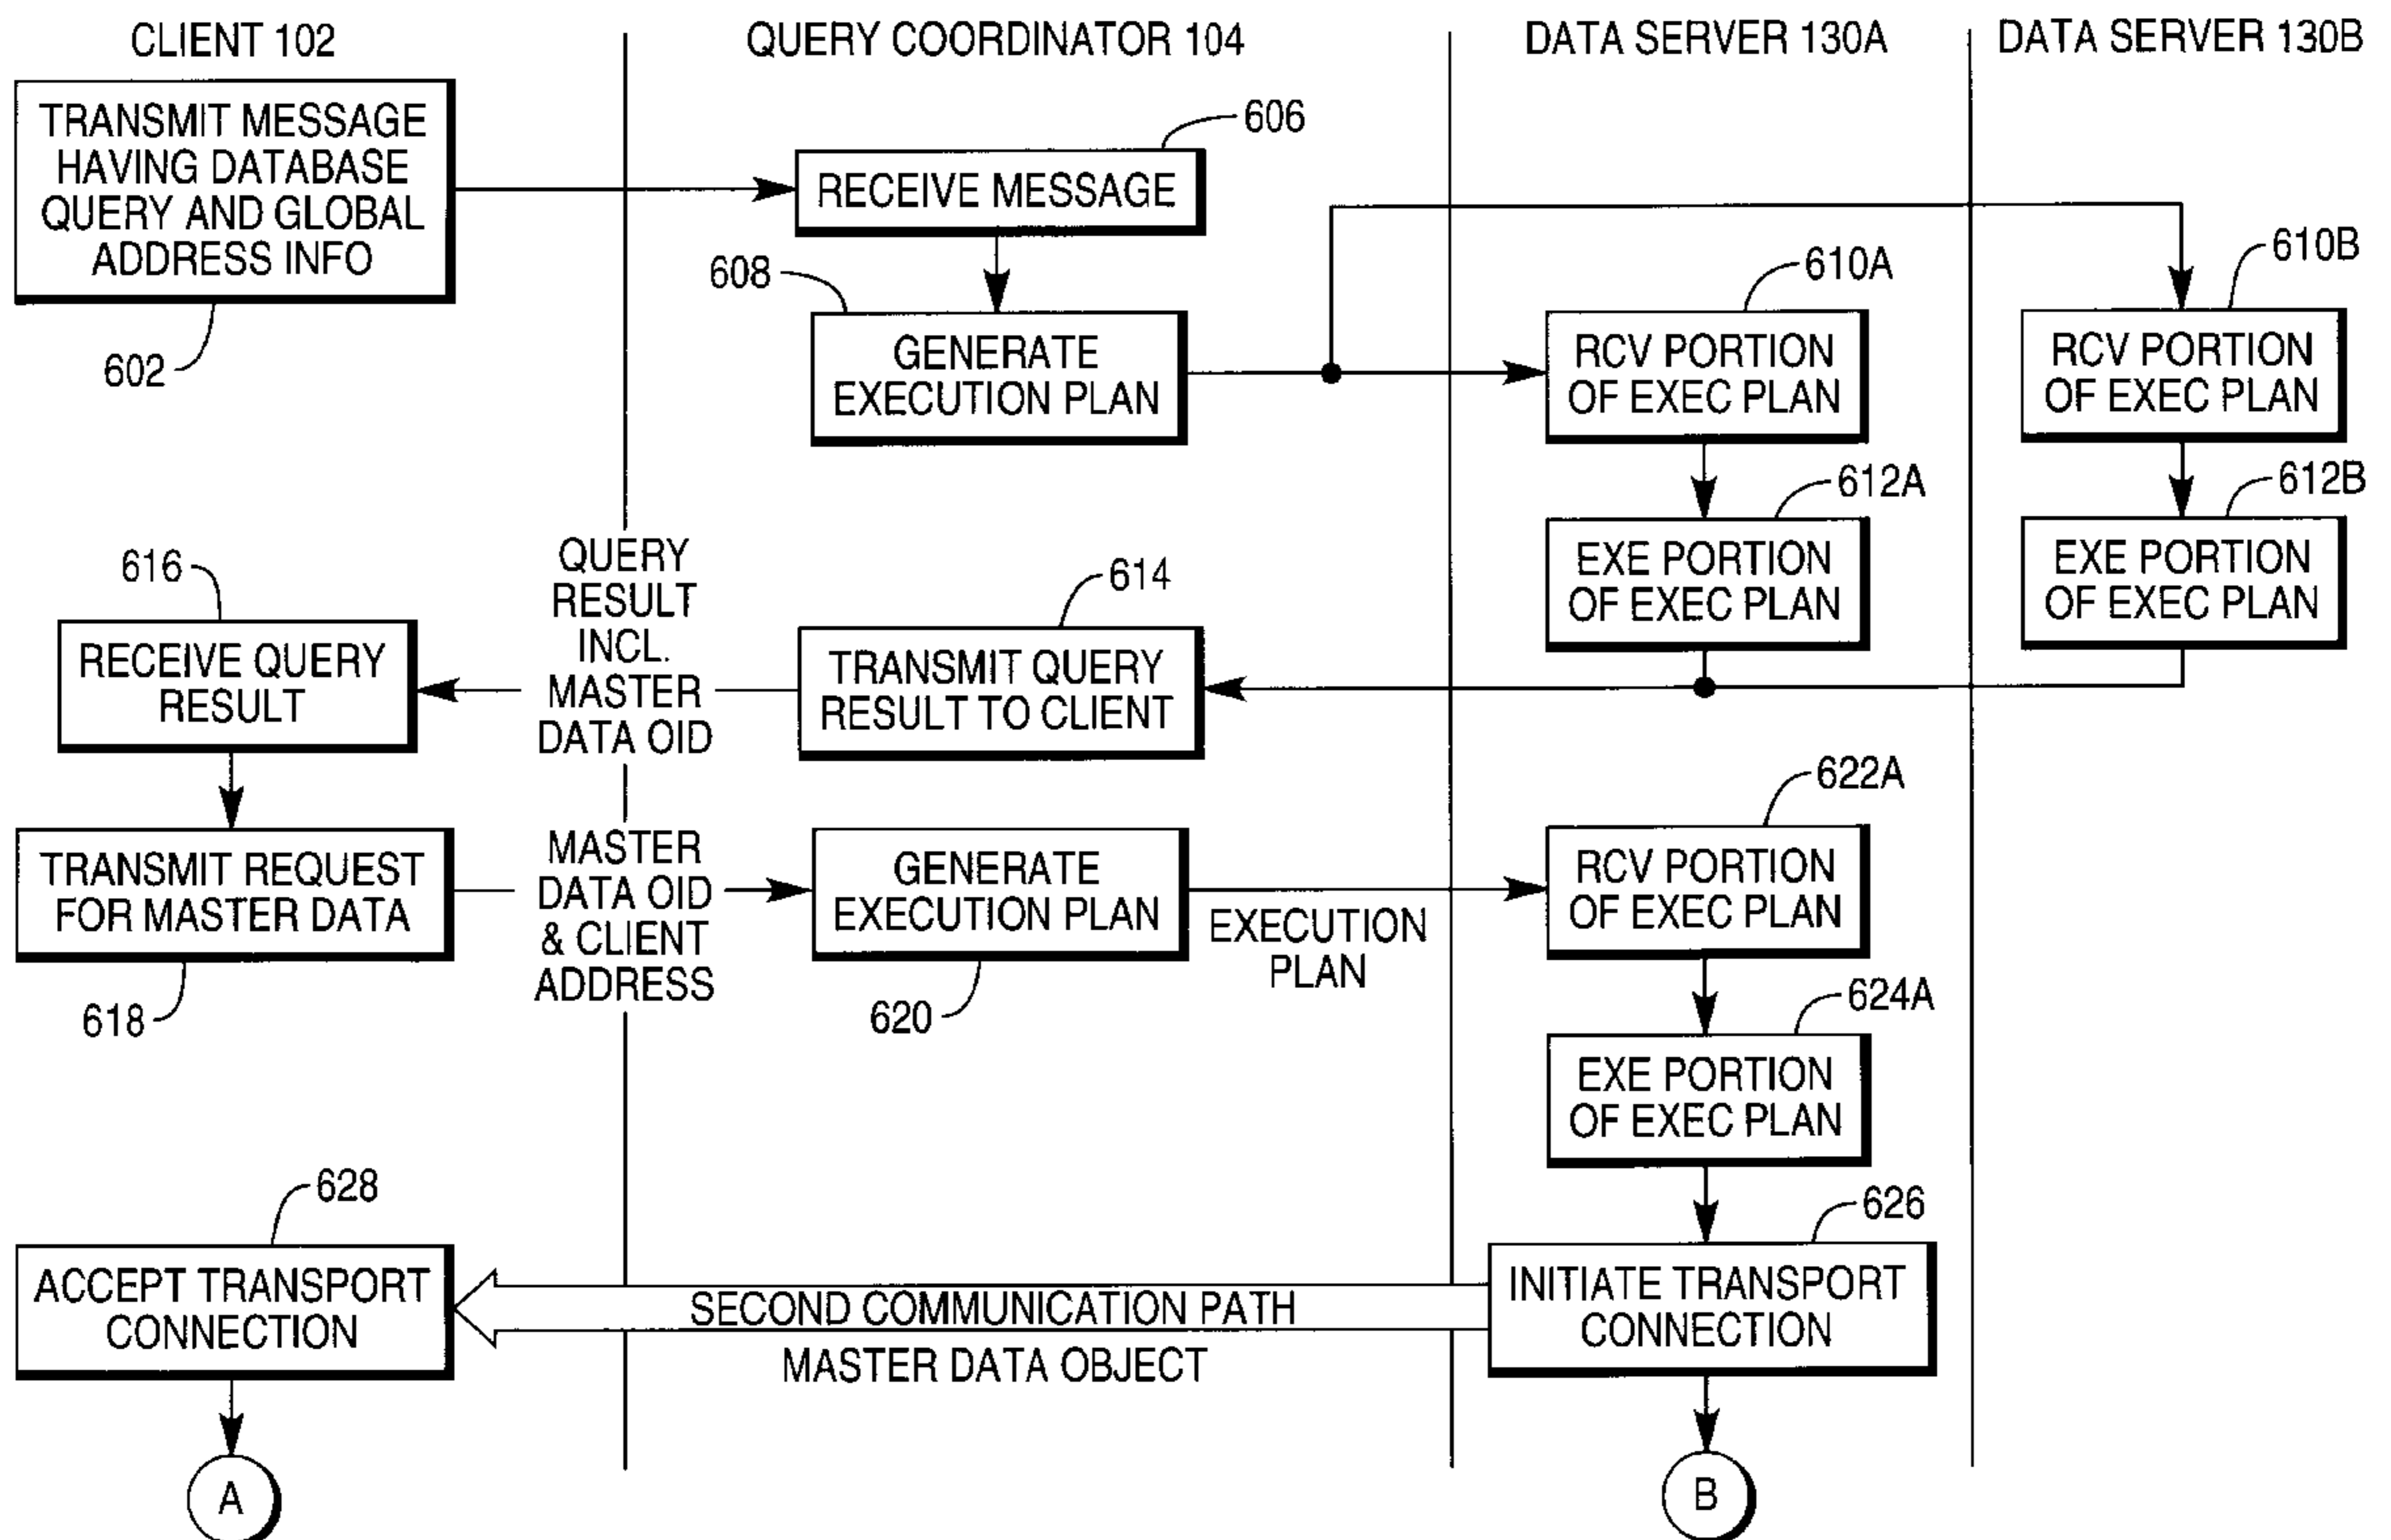 CLIENT 102
QUERY COORDINATOR 104
DATA SERVER 130A
DATA SERVER 130B
TRANSMIT MESSAGE
HAVING DATABASE
QUERY AND GLOBAL
ADDRESS INFO
602
606
RECEIVE MESSAGE
608
GENERATE
EXECUTION PLAN
610A
RCV PORTION
OF EXEC PLAN
610B
RCV PORTION
OF EXEC PLAN
612A
EXE PORTION
OF EXEC PLAN
612B
EXE PORTION
OF EXEC PLAN
614
TRANSMIT QUERY
RESULT TO CLIENT
QUERY
RESULT
INCL.
MASTER
DATA OID
616
RECEIVE QUERY
RESULT
TRANSMIT REQUEST
FOR MASTER DATA
618
MASTER
DATA OID
& CLIENT
ADDRESS
GENERATE
EXECUTION PLAN
620
EXECUTION
PLAN
622A
RCV PORTION
OF EXEC PLAN
624A
EXE PORTION
OF EXEC PLAN
626
INITIATE TRANSPORT
CONNECTION
SECOND COMMUNICATION PATH
MASTER DATA OBJECT
628
ACCEPT TRANSPORT
CONNECTION
A
B